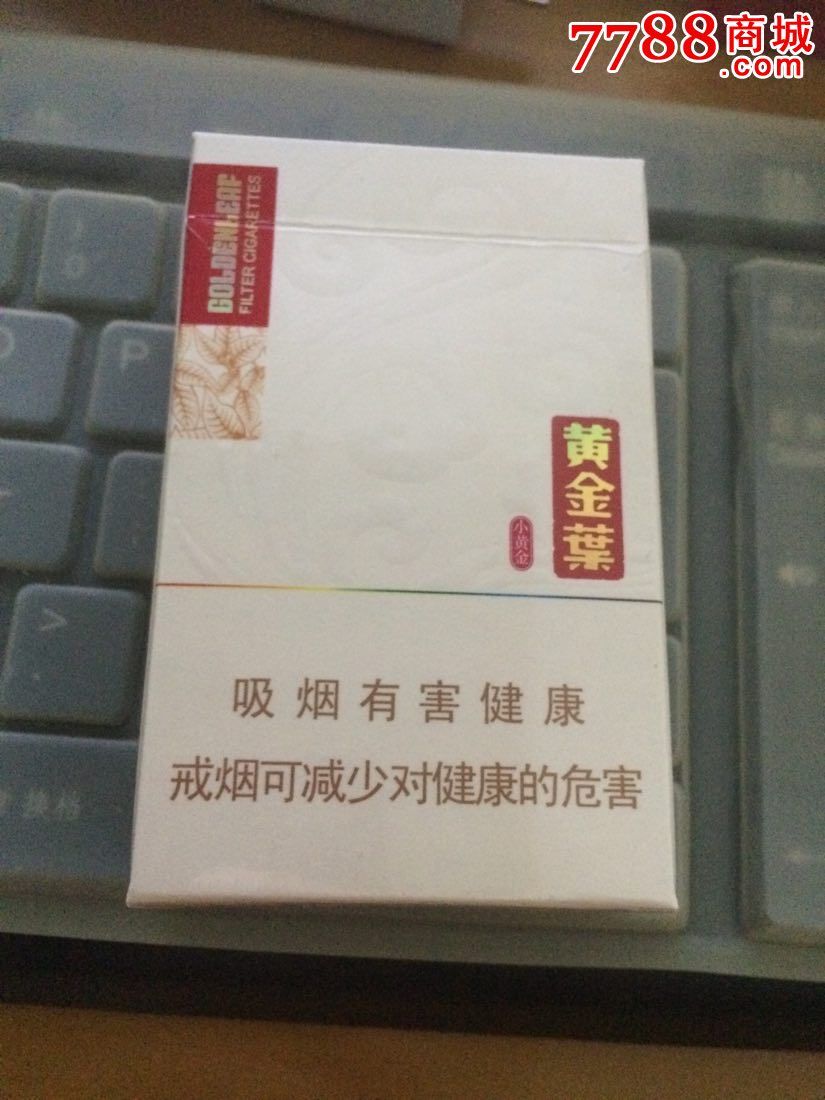 7788商城
.com
GOLDENLEAF
FILTER CIGARETTES
黄金葉
小黄金
吸烟有害健康
戒烟可减少对健康的危害
P